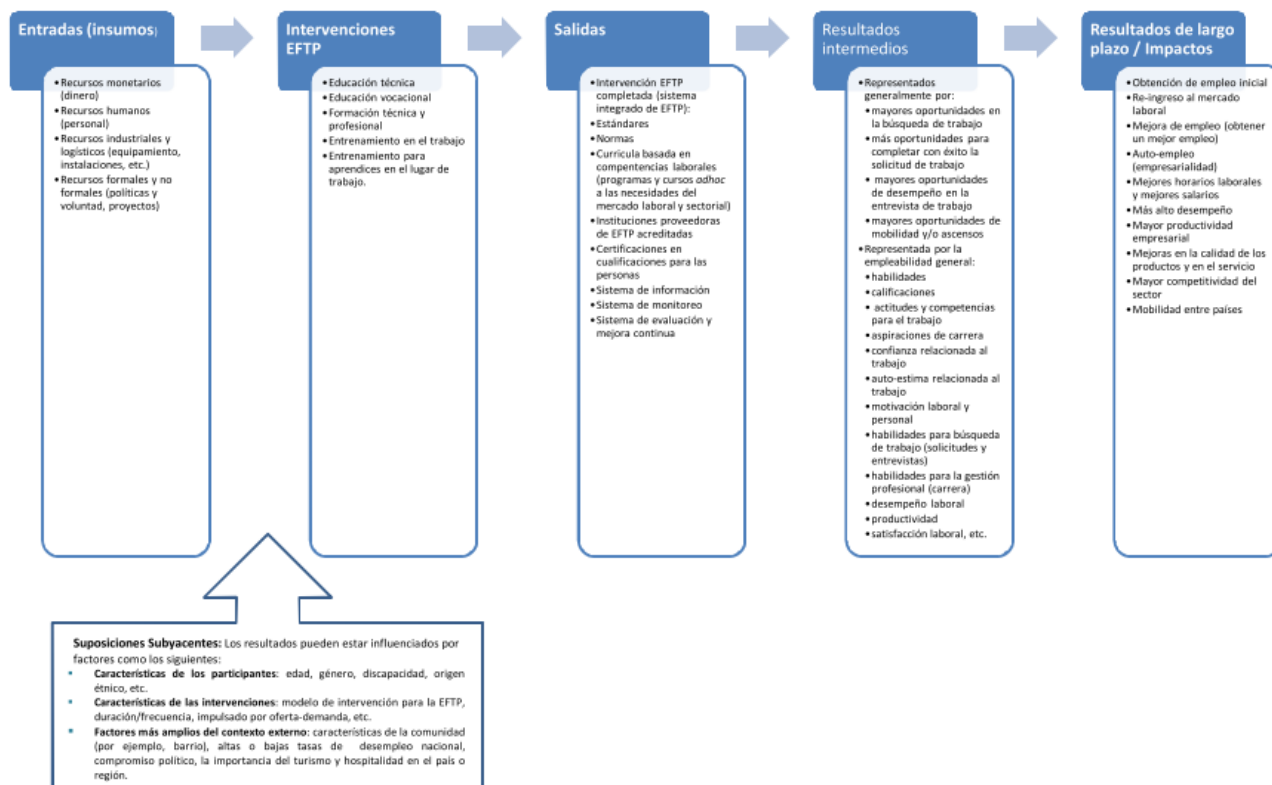 Entradas (insumos)
•Recursos monetarios
(dinero)
•Recursos humanos
(personal)
•Recursos industriales y
logísticos (equipamiento,
instalaciones, etc.)
•Recursos formales y no
formales (políticas y
voluntad, proyectos)
Intervenciones
EFTP
•Educación técnica
•Educación vocacional
•Formación técnica y
profesional
•Entrenamiento en el trabajo
•Entrenamiento para
aprendices en el lugar de
trabajo.
Salidas
•Intervención EFTP
completada (sistema
integrado de EFTP):
•Estándares
•Normas
•Curricula basada en
compentencias laborales
(programas y cursos adhoc
a las necesidades del
mercado laboral y sectorial)
•Instituciones proveedoras
de EFTP acreditadas
•Certificaciones en
cualificaciones para las
personas
•Sistema de información
•Sistema de monitoreo
•Sistema de evaluación y
mejora continua
Resultados
intermedios
•Representados
generalmente por:
•mayores oportunidades en
la búsqueda de trabajo
•más oportunidades para
completar con éxito la
solicitud de trabajo
• mayores oportunidades
de desempeño en la
entrevista de trabajo
•mayores oportunidades de
mobilidad y/o ascensos
•Representada por la
empleabilidad general:
•habilidades
•calificaciones
• actitudes y competencias
para el trabajo
•aspiraciones de carrera
•confianza relacionada al
trabajo
•auto-estima relacionada al
trabajo
•motivación laboral y
personal
•habilidades para búsqueda
de trabajo (solicitudes y
entrevistas)
•habilidades para la gestión
profesional (carrera)
•desempeño laboral
•productividad
•satisfacción laboral, etc.
Resultados de largo
plazo / Impactos
•Obtención de empleo inicial
•Re-ingreso al mercado
laboral
•Mejora de empleo (obtener
un mejor empleo)
•Auto-empleo
(empresarialidad)
•Mejores horarios laborales
y mejores salarios
•Más alto desempeño
•Mayor productividad
empresarial
•Mejoras en la calidad de los
productos y en el servicio
•Mayor competitividad del
sector
•Mobilidad entre países
Suposiciones Subyacentes: Los resultados pueden estar influenciados por
factores como los siguientes:
• Características de los participantes: edad, género, discapacidad, origen
étnico, etc.
• Características de las intervenciones: modelo de intervención para la EFTP,
duración/frecuencia, impulsado por oferta-demanda, etc.
• Factores más amplios del contexto externo: características de la comunidad
(por ejemplo, barrio), altas o bajas tasas de desempleo nacional,
compromiso político, la importancia del turismo y hospitalidad en el país o
región.